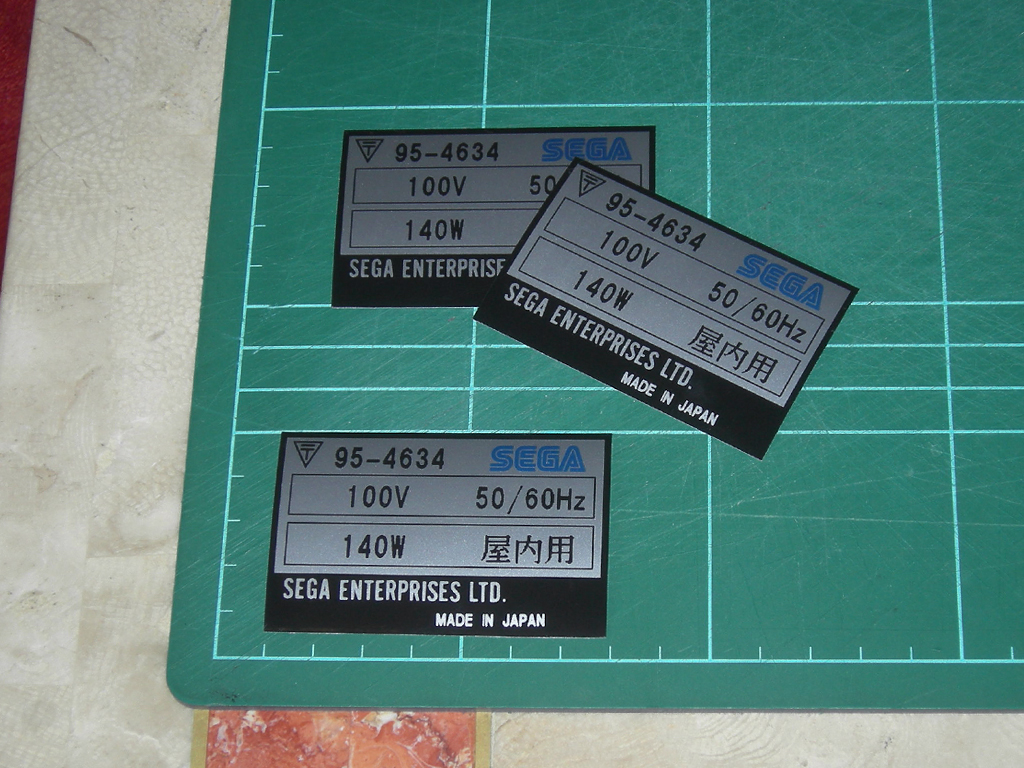 95-4634 SEGA
100V 50
140W
SEGA ENTERPRISE
95-4634 SEGA
100V 50/60Hz
140W 屋内用
SEGA ENTERPRISES LTD.
MADE IN JAPAN
95-4634 SEGA
100V 50/60Hz
140W 屋内用
SEGA ENTERPRISES LTD.
MADE IN JAPAN